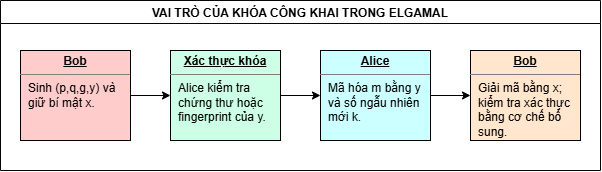 VAI TRÒ CỦA KHÓA CÔNG KHAI TRONG ELGAMAL
Bob
Sinh (p,q,g,y) và
giữ bí mật x.
Xác thực khóa
Alice kiểm tra
chứng thư hoặc
fingerprint của y.
Alice
Mã hóa m bằng y
và số ngẫu nhiên
mới k.
Bob
Giải mã bằng x;
kiểm tra xác thực
bằng cơ chế bổ
sung.